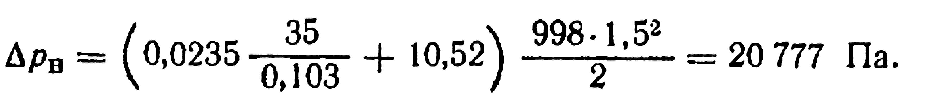 Δpв = (0,0235 35/0,103 + 10,52) 998·1,5²/2 = 20 777 Па.